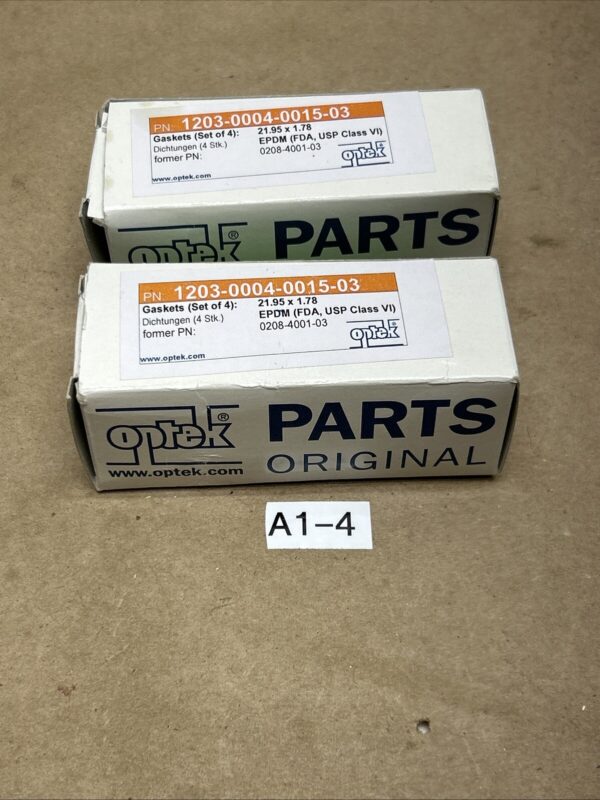 PN: 1203-0004-0015-03
Gaskets (Set of 4): 21.95 x 1.78
Dichtungen (4 Stk.) EPDM (FDA, USP Class VI)
former PN: 0208-4001-03
optek®
www.optek.com
optek® PARTS
PN: 1203-0004-0015-03
Gaskets (Set of 4): 21.95 x 1.78
Dichtungen (4 Stk.) EPDM (FDA, USP Class VI)
former PN: 0208-4001-03
optek®
www.optek.com
optek® PARTS
www.optek.com ORIGINAL
A1-4